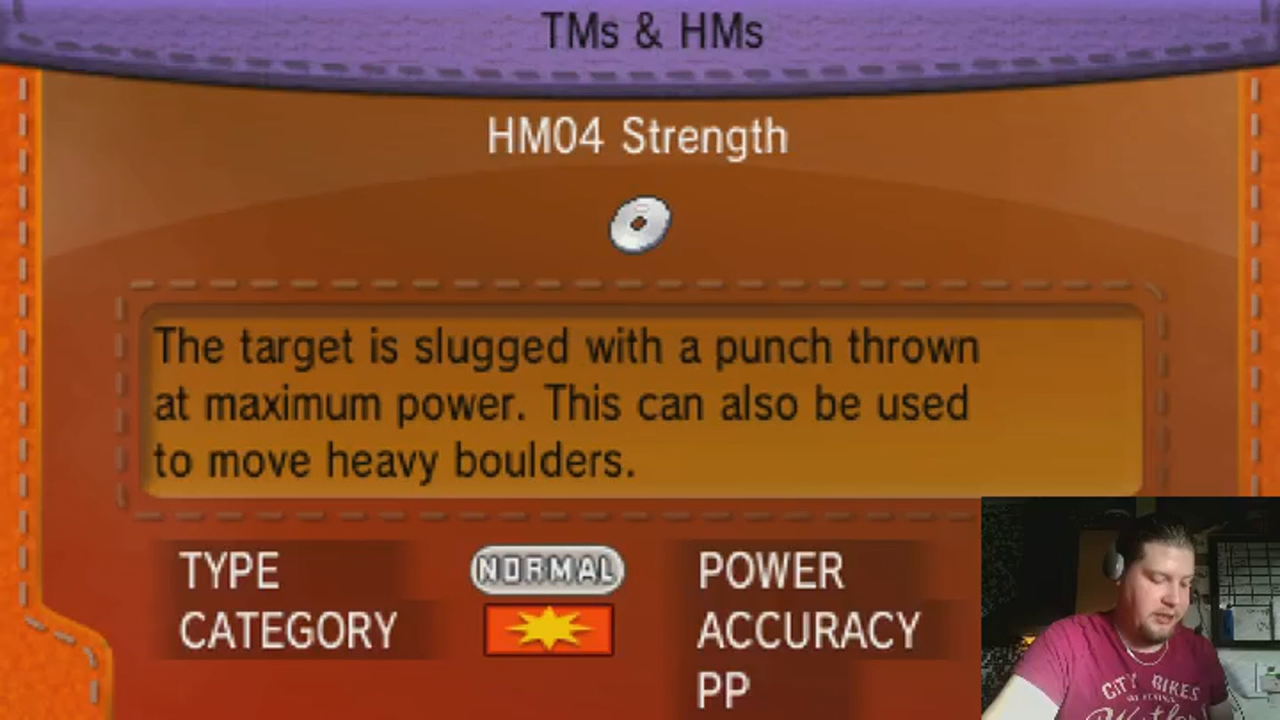 TMs & HMs
HM04 Strength
The target is slugged with a punch thrown
at maximum power. This can also be used
to move heavy boulders.
TYPE NORMAL POWER
CATEGORY ACCURACY
PP
CITY BIKES